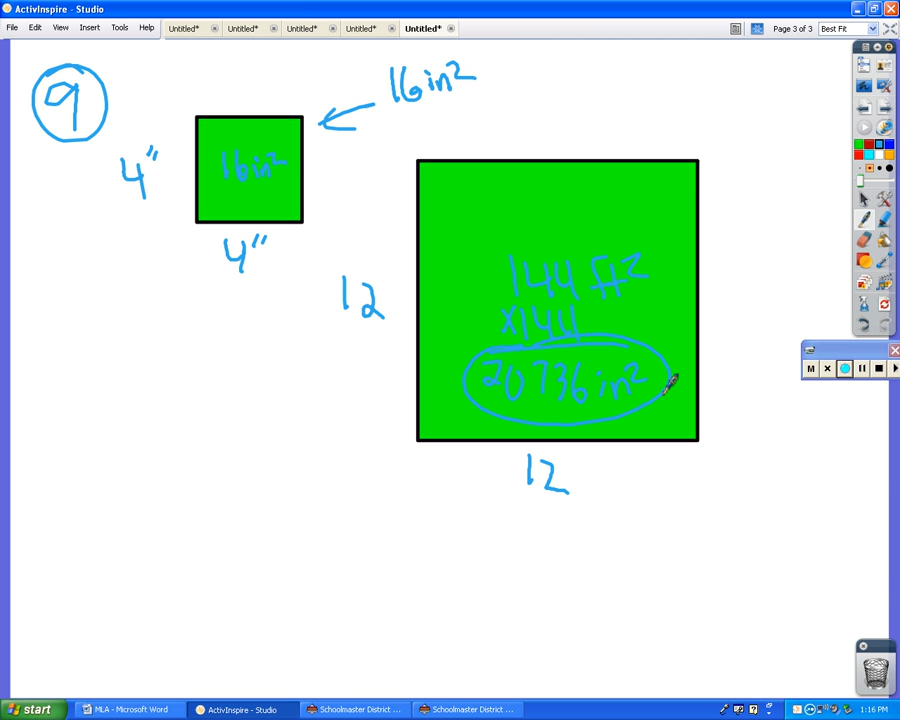 ActivInspire - Studio
File Edit View Insert Tools Help Untitled* Untitled* Untitled* Untitled* Untitled* Page 3 of 3 Best Fit
9
16in²
4"
16in²
4"
12
144 ft²
x144
20736in²
12
M
start MLA - Microsoft Word ActivInspire - Studio Schoolmaster District ... Schoolmaster District ... 1:16 PM